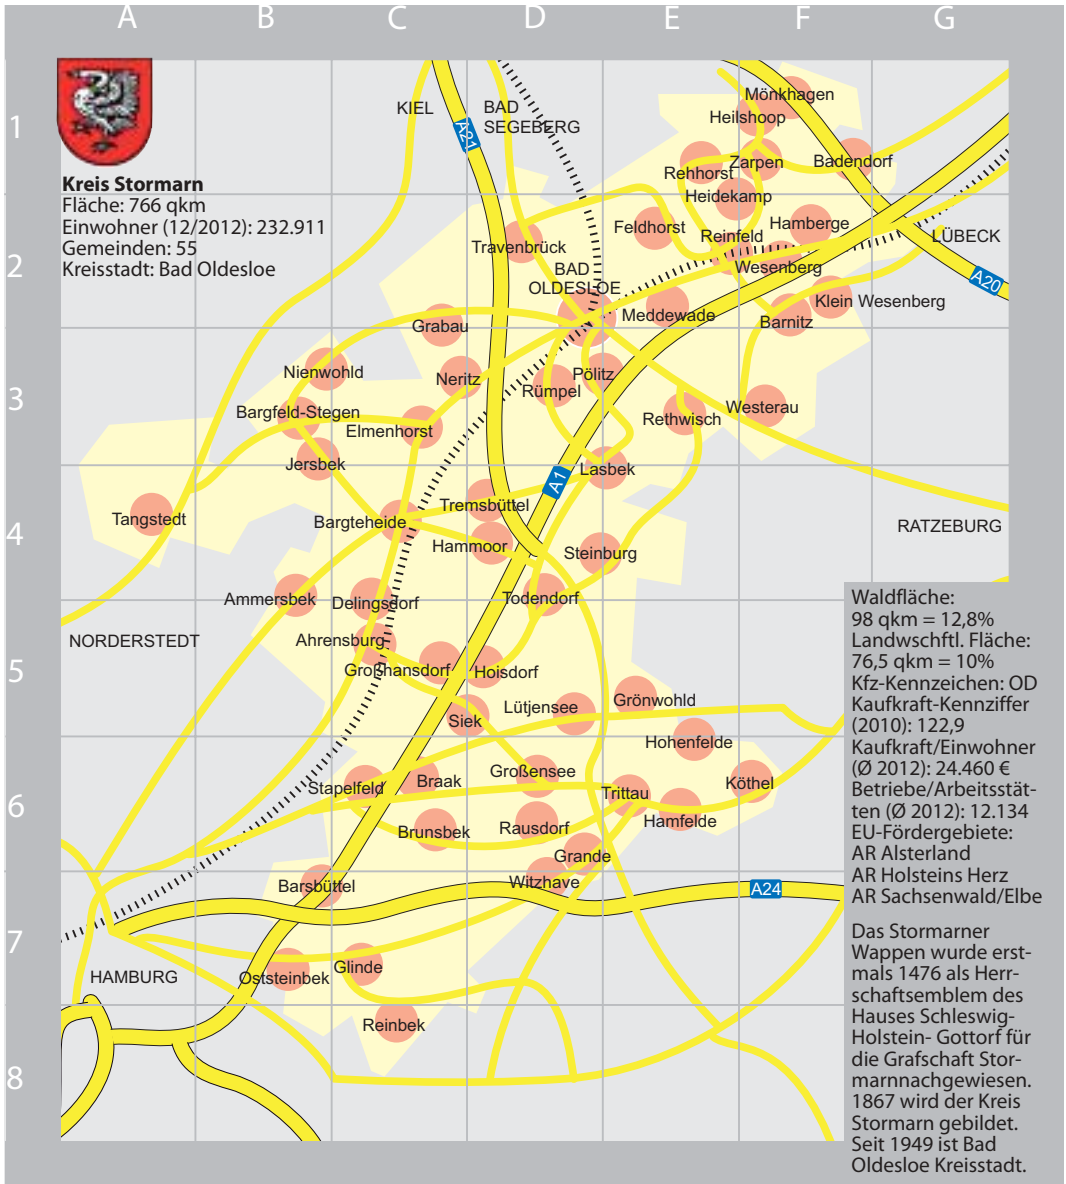 A B C D E F G
1
2
3
4
5
6
7
8
Kreis Stormarn
Fläche: 766 qkm
Einwohner (12/2012): 232.911
Gemeinden: 55
Kreisstadt: Bad Oldesloe
KIEL
BAD
SEGEBERG
A21
Mönkhagen
Heilshoop
Rehhorst
Zarpen
Badendorf
Heidekamp
Feldhorst
Reinfeld
Hamberge
LÜBECK
Travenbrück
BAD
OLDESLOE
Wesenberg
A20
Klein Wesenberg
Grabau
Meddewade
Barnitz
Nienwohld
Neritz
Rümpel
Pölitz
Bargfeld-Stegen
Elmenhorst
Rethwisch
Westerau
Jersbek
Lasbek
A1
Tangstedt
Bargteheide
Tremsbüttel
Hammoor
Steinburg
RATZEBURG
Ammersbek
Delingsdorf
Todendorf
NORDERSTEDT
Ahrensburg
Großhansdorf
Hoisdorf
Siek
Lütjensee
Grönwohld
Hohenfelde
Stapelfeld
Braak
Großensee
Trittau
Köthel
Brunsbek
Rausdorf
Hamfelde
Grande
Barsbüttel
Witzhave
A24
HAMBURG
Oststeinbek
Glinde
Reinbek
Waldfläche:
98 qkm = 12,8%
Landwschftl. Fläche:
76,5 qkm = 10%
Kfz-Kennzeichen: OD
Kaufkraft-Kennziffer
(2010): 122,9
Kaufkraft/Einwohner
(Ø 2012): 24.460 €
Betriebe/Arbeitsstät-
ten (Ø 2012): 12.134
EU-Fördergebiete:
AR Alsterland
AR Holsteins Herz
AR Sachsenwald/Elbe
Das Stormarner
Wappen wurde erst-
mals 1476 als Herr-
schaftsemblem des
Hauses Schleswig-
Holstein- Gottorf für
die Grafschaft Stor-
marnnachgewiesen.
1867 wird der Kreis
Stormarn gebildet.
Seit 1949 ist Bad
Oldesloe Kreisstadt.